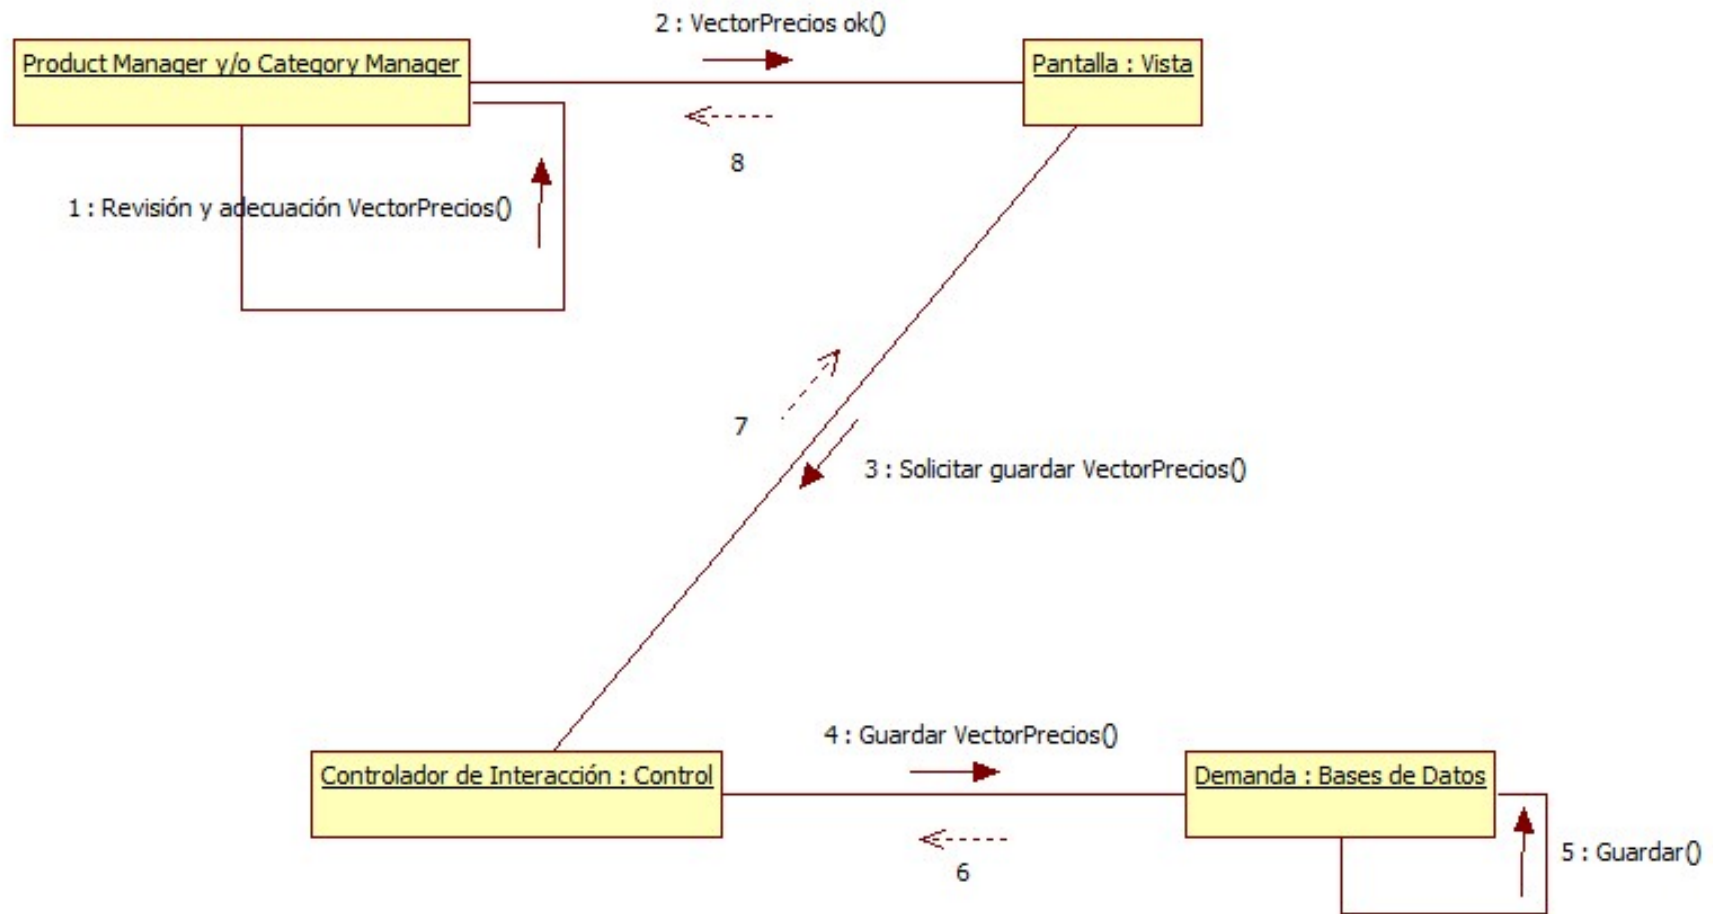 2 : VectorPrecios ok()
Product Manager y/o Category Manager
Pantalla : Vista
8
1 : Revisión y adecuación VectorPrecios()
7
3 : Solicitar guardar VectorPrecios()
4 : Guardar VectorPrecios()
Controlador de Interacción : Control
Demanda : Bases de Datos
5 : Guardar()
6